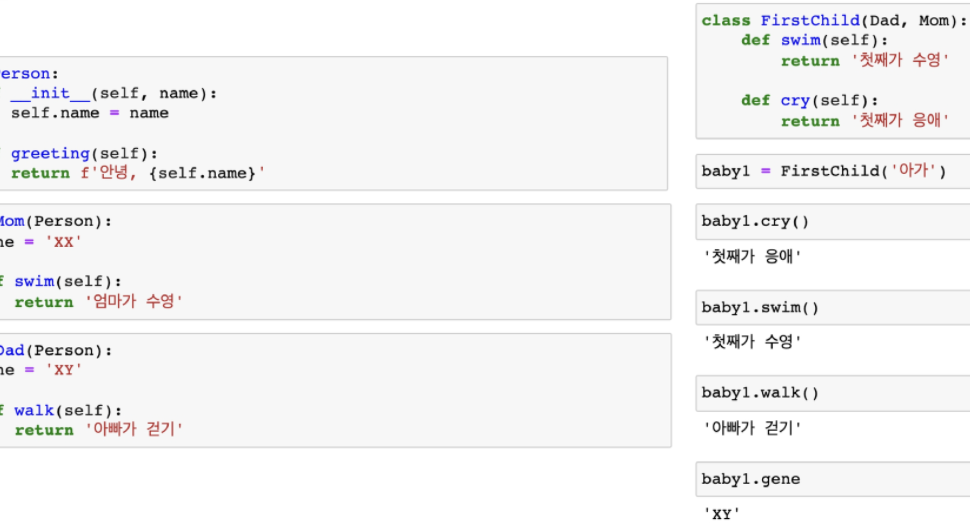 erson:
__init__(self, name):
self.name = name
greeting(self):
return f'안녕, {self.name}'
Mom(Person):
ne = 'XX'
f swim(self):
return '엄마가 수영'
Dad(Person):
ne = 'XY'
f walk(self):
return '아빠가 걷기'
class FirstChild(Dad, Mom):
def swim(self):
return '첫째가 수영'
def cry(self):
return '첫째가 응애'
baby1 = FirstChild('아가')
baby1.cry()
'첫째가 응애'
baby1.swim()
'첫째가 수영'
baby1.walk()
'아빠가 걷기'
baby1.gene
'XY'